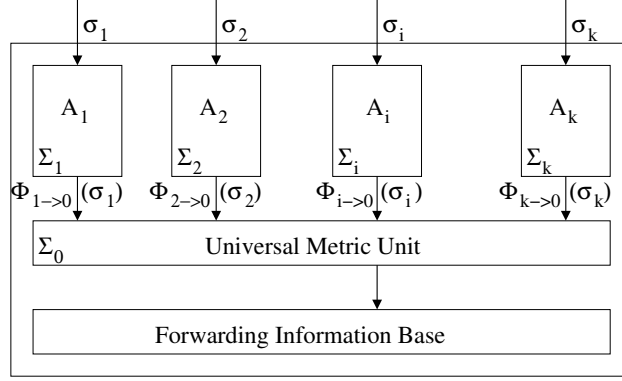 σ1 σ2 σi σk
A1 A2 Ai Ak
Σ1 Σ2 Σi Σk
Φ1->0 (σ1) Φ2->0 (σ2) Φi->0 (σi) Φk->0 (σk)
Σ0 Universal Metric Unit
Forwarding Information Base